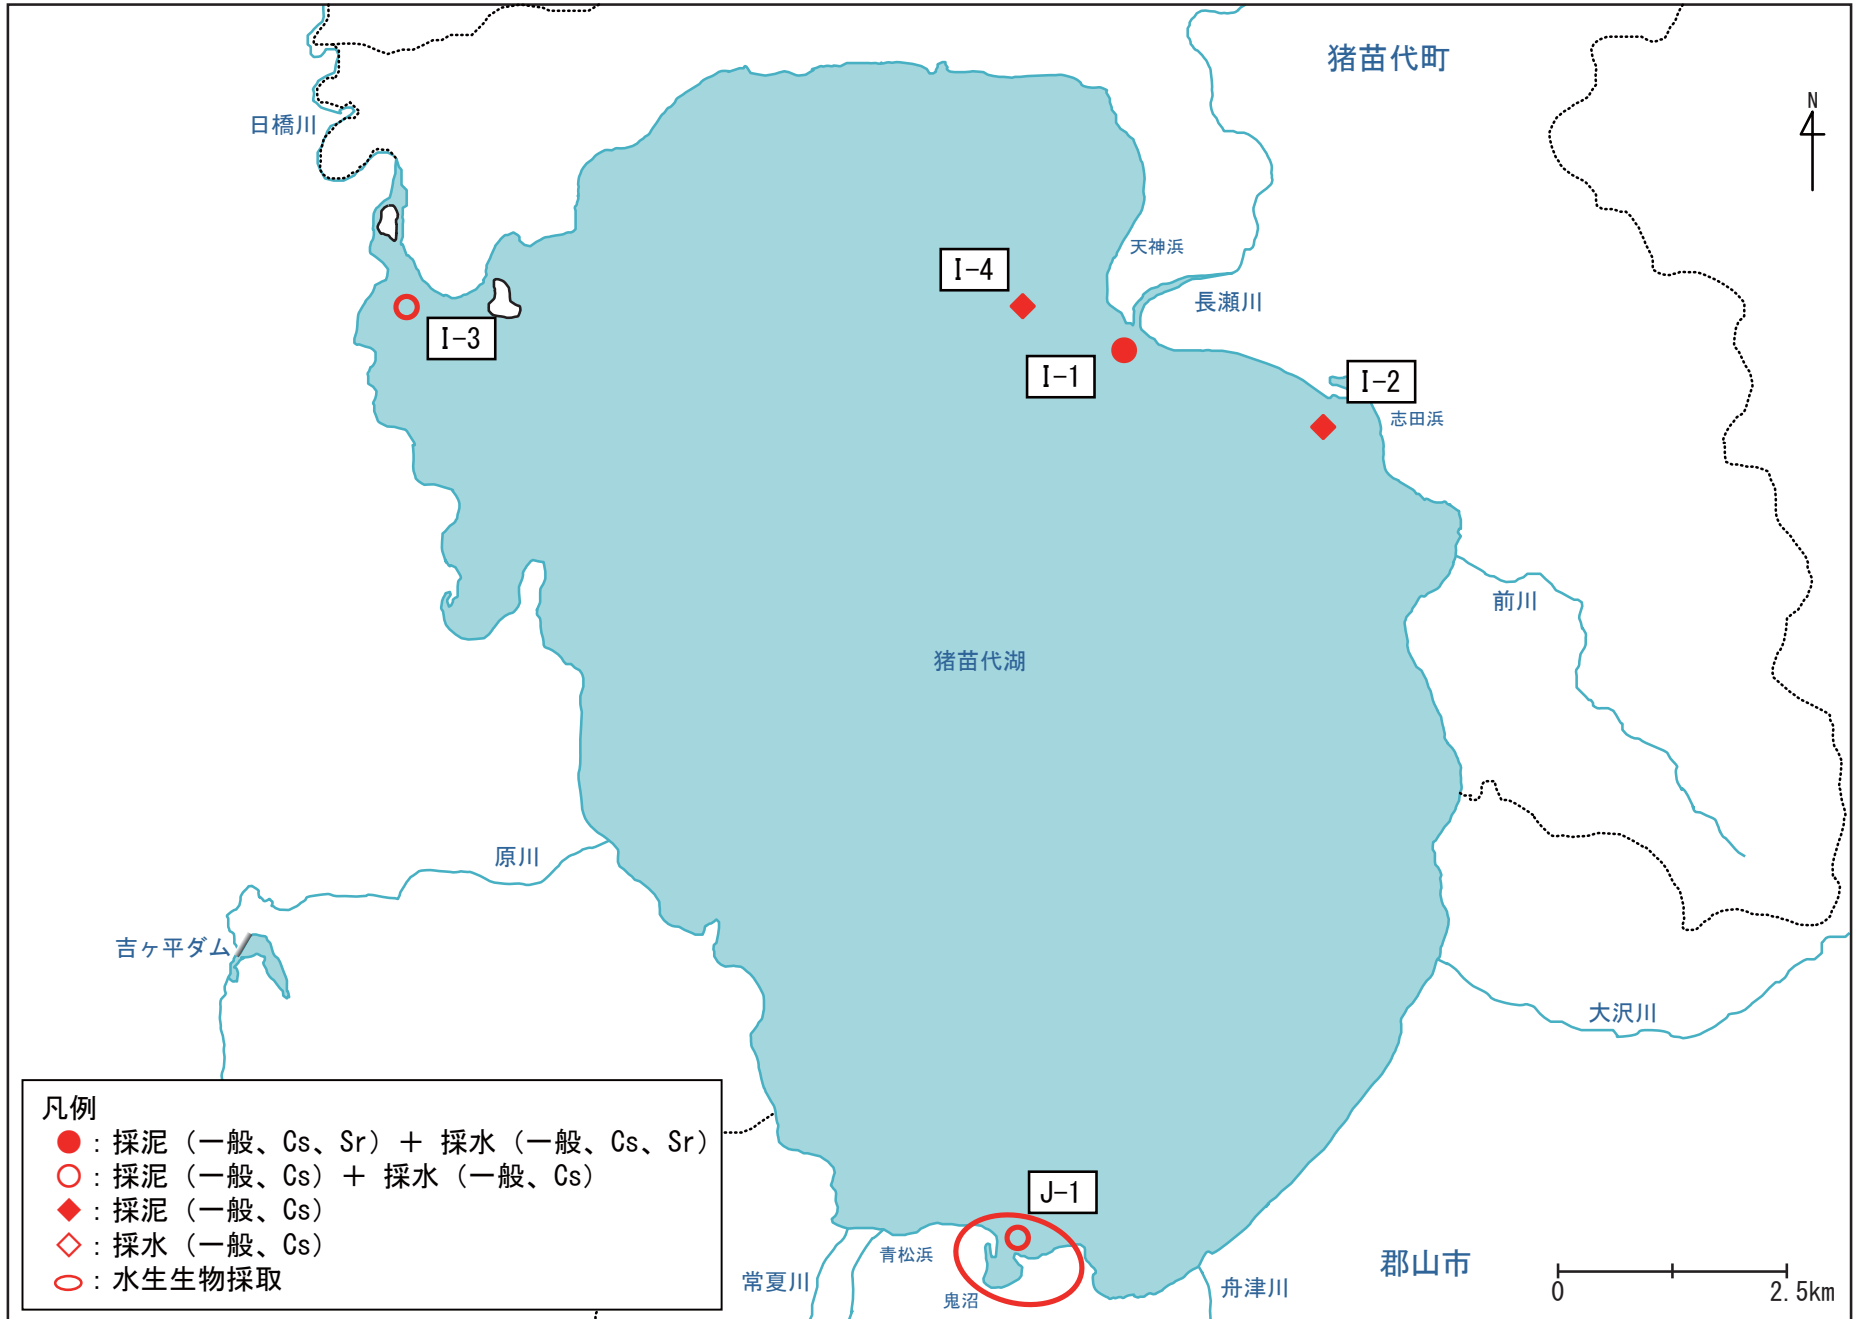 猪苗代町
N
日橋川
天神浜
I-4
長瀬川
I-3
I-1
I-2
志田浜
前川
猪苗代湖
原川
吉ヶ平ダム
大沢川
凡例
: 採泥（一般、Cs、Sr）＋ 採水（一般、Cs、Sr）
: 採泥（一般、Cs）＋ 採水（一般、Cs）
: 採泥（一般、Cs）
: 採水（一般、Cs）
: 水生生物採取
J-1
青松浜
常夏川
鬼沼
舟津川
郡山市
0 2.5km